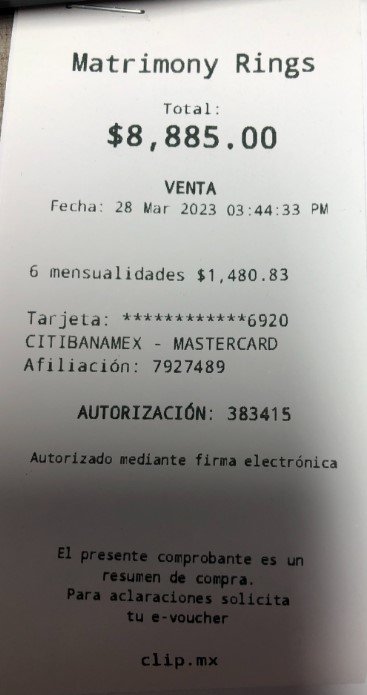 Matrimony Rings
Total:
$8,885.00
VENTA
Fecha: 28 Mar 2023 03:44:33 PM
6 mensualidades $1,480.83
Tarjeta: ************6920
CITIBANAMEX - MASTERCARD
Afiliación: 7927489
AUTORIZACIÓN: 383415
Autorizado mediante firma electrónica
El presente comprobante es un
resumen de compra.
Para aclaraciones solicita
tu e-voucher
clip.mx